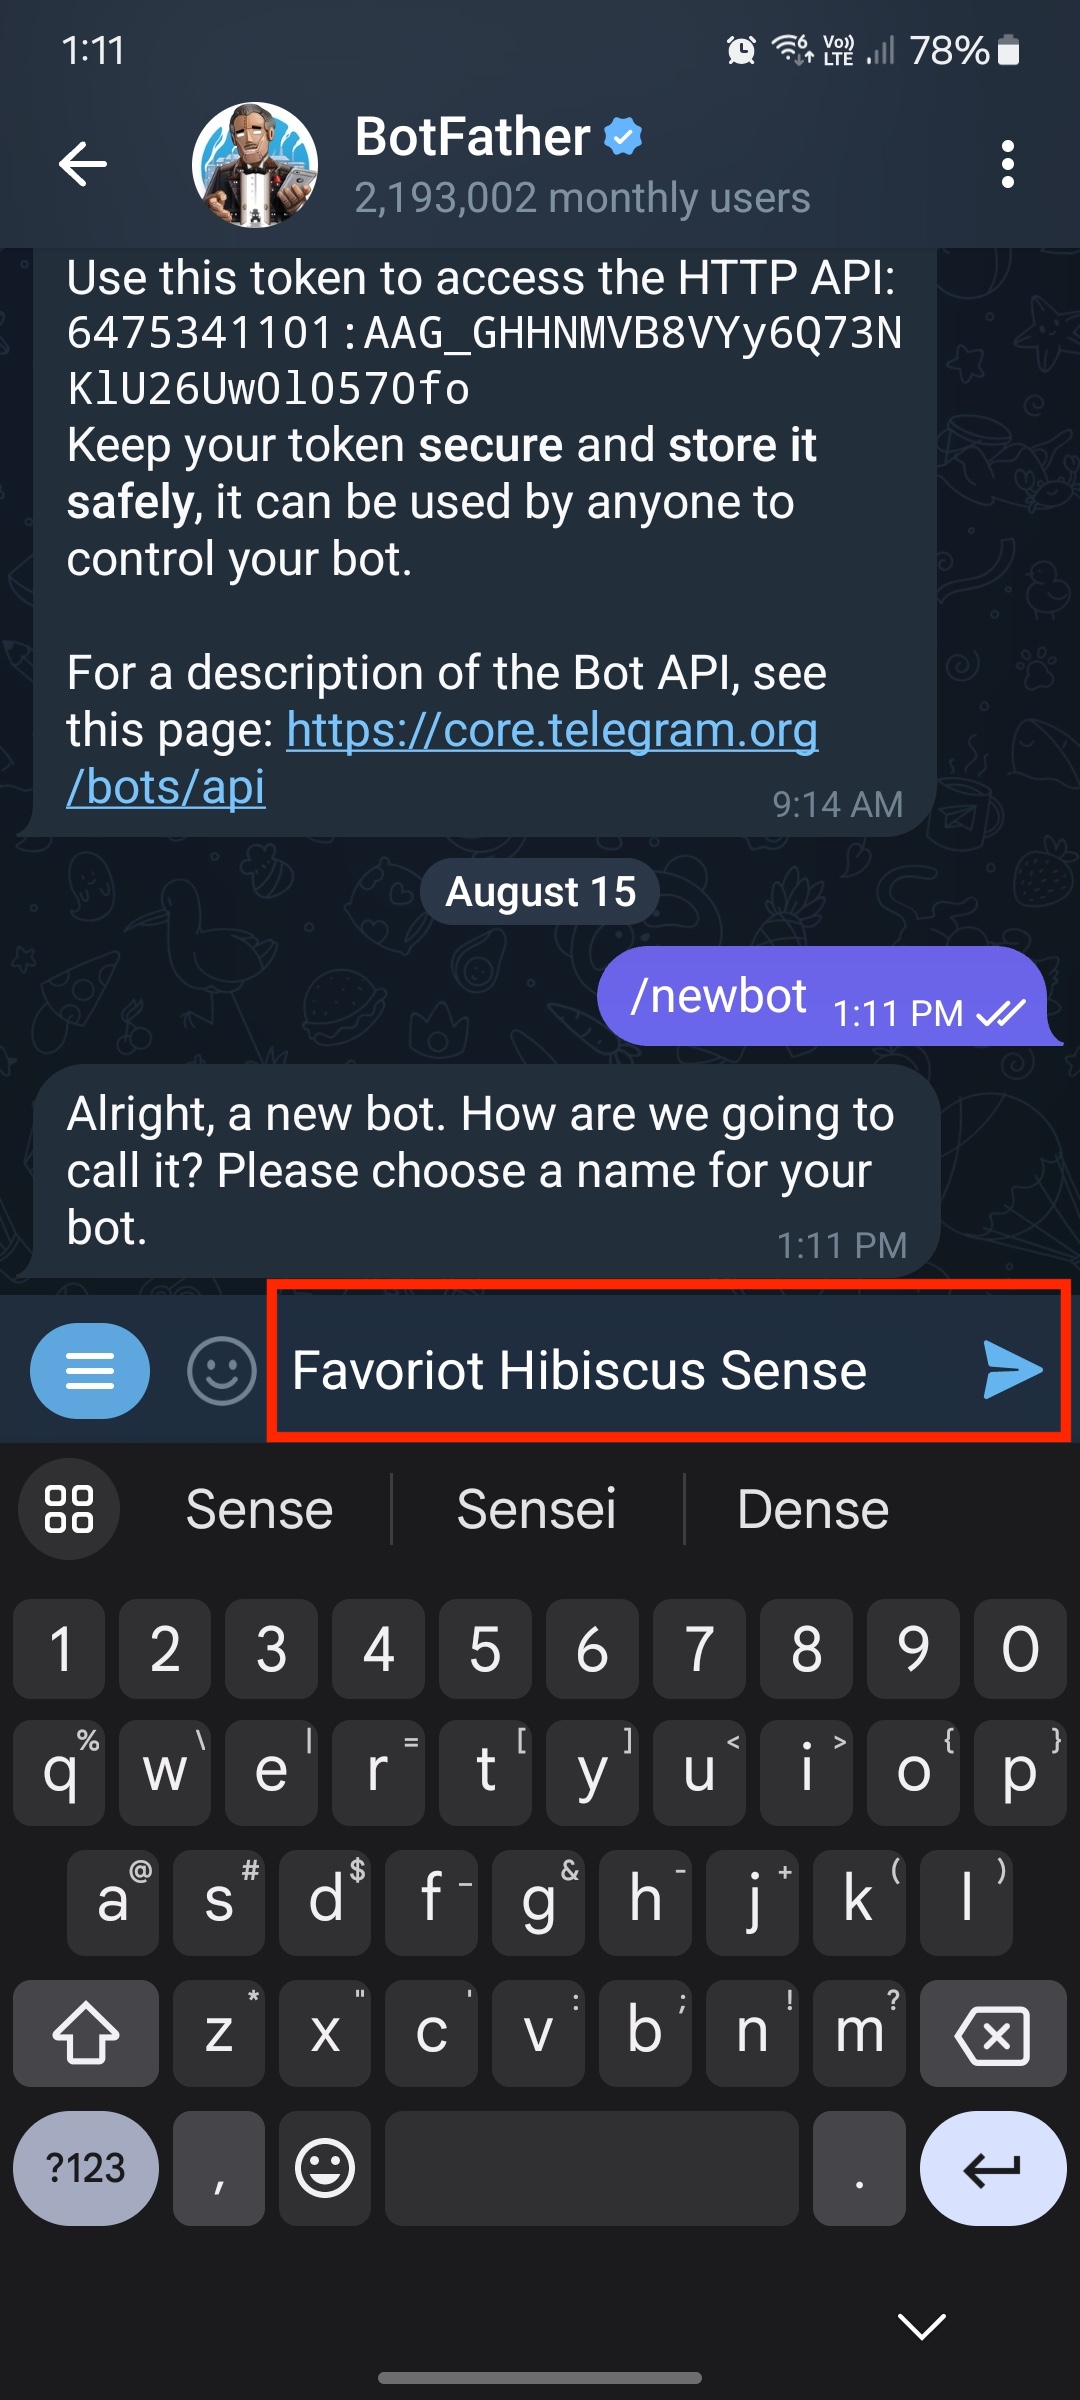 1:11
Vo))
LTE
78%
BotFather
2,193,002 monthly users
Use this token to access the HTTP API:
6475341101:AAG_GHHNMVB8VYy6Q73N
KlU26UwOlO57Ofo
Keep your token secure and store it
safely, it can be used by anyone to
control your bot.
For a description of the Bot API, see
this page: https://core.telegram.org
/bots/api
9:14 AM
August 15
/newbot 1:11 PM
Alright, a new bot. How are we going to
call it? Please choose a name for your
bot.
1:11 PM
Favoriot Hibiscus Sense
Sense Sensei Dense
1 2 3 4 5 6 7 8 9 0
q % w \ e | r = t [ y ] u < i > o { p }
a @ s # d $ f _ g & h - j + k ( l )
z * x " c ' v : b ; n ! m ?
?123 , .